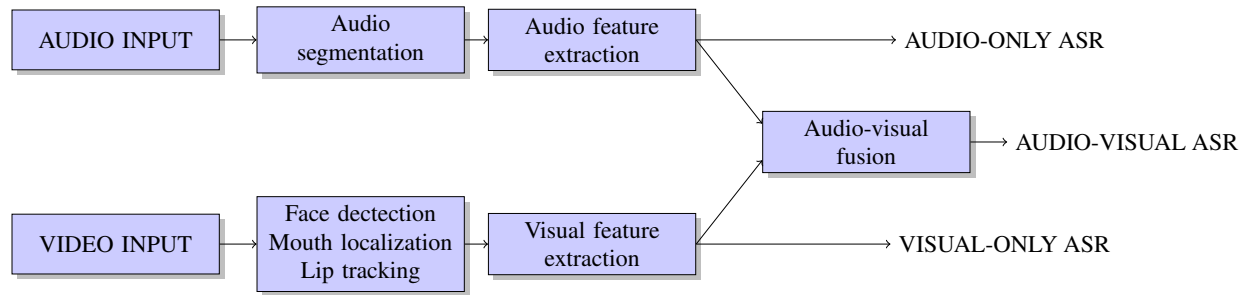 AUDIO INPUT
Audio
segmentation
Audio feature
extraction
AUDIO-ONLY ASR
Audio-visual
fusion
AUDIO-VISUAL ASR
VIDEO INPUT
Face dectection
Mouth localization
Lip tracking
Visual feature
extraction
VISUAL-ONLY ASR